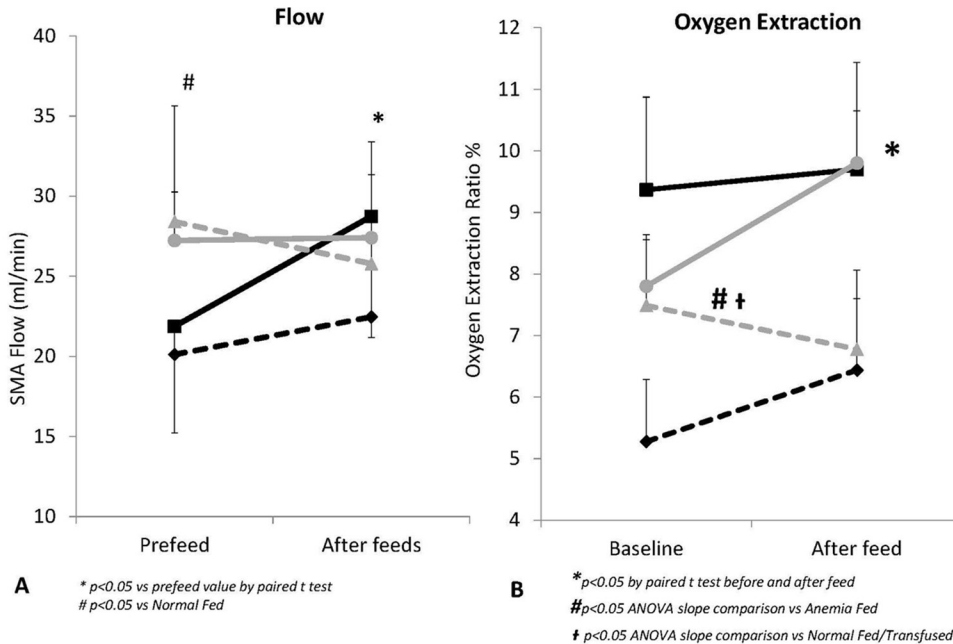 Flow
40
35
30
25
20
15
10
SMA Flow (ml/min)
#
*
Prefeed
After feeds
A
* p<0.05 vs prefeed value by paired t test
# p<0.05 vs Normal Fed
Oxygen Extraction
12
11
10
9
8
7
6
5
4
Oxygen Extraction Ratio %
*
# ƚ
Baseline
After feed
B
*p<0.05 by paired t test before and after feed
#p<0.05 ANOVA slope comparison vs Anemia Fed
ƚ p<0.05 ANOVA slope comparison vs Normal Fed/Transfused